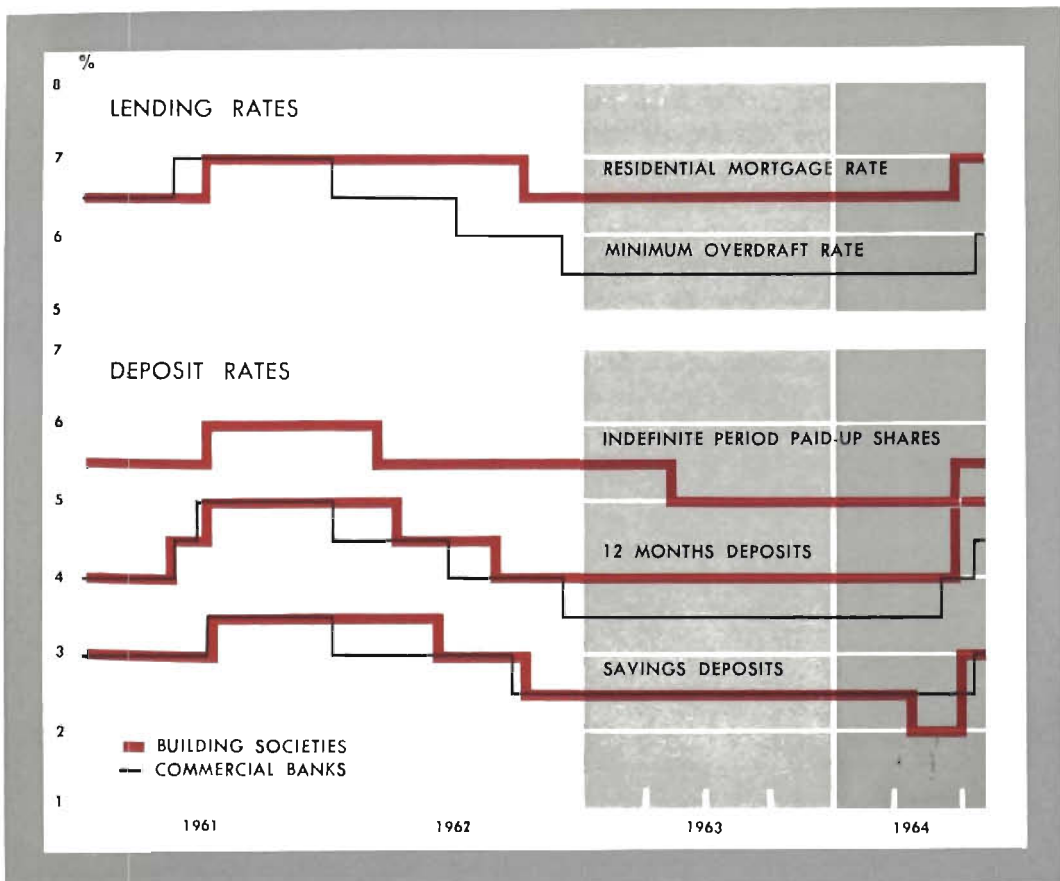 %
8
LENDING RATES
7
RESIDENTIAL MORTGAGE RATE
6
MINIMUM OVERDRAFT RATE
5
7
DEPOSIT RATES
6
INDEFINITE PERIOD PAID-UP SHARES
5
12 MONTHS DEPOSITS
4
3
SAVINGS DEPOSITS
2
BUILDING SOCIETIES
COMMERCIAL BANKS
1
1961 1962 1963 1964